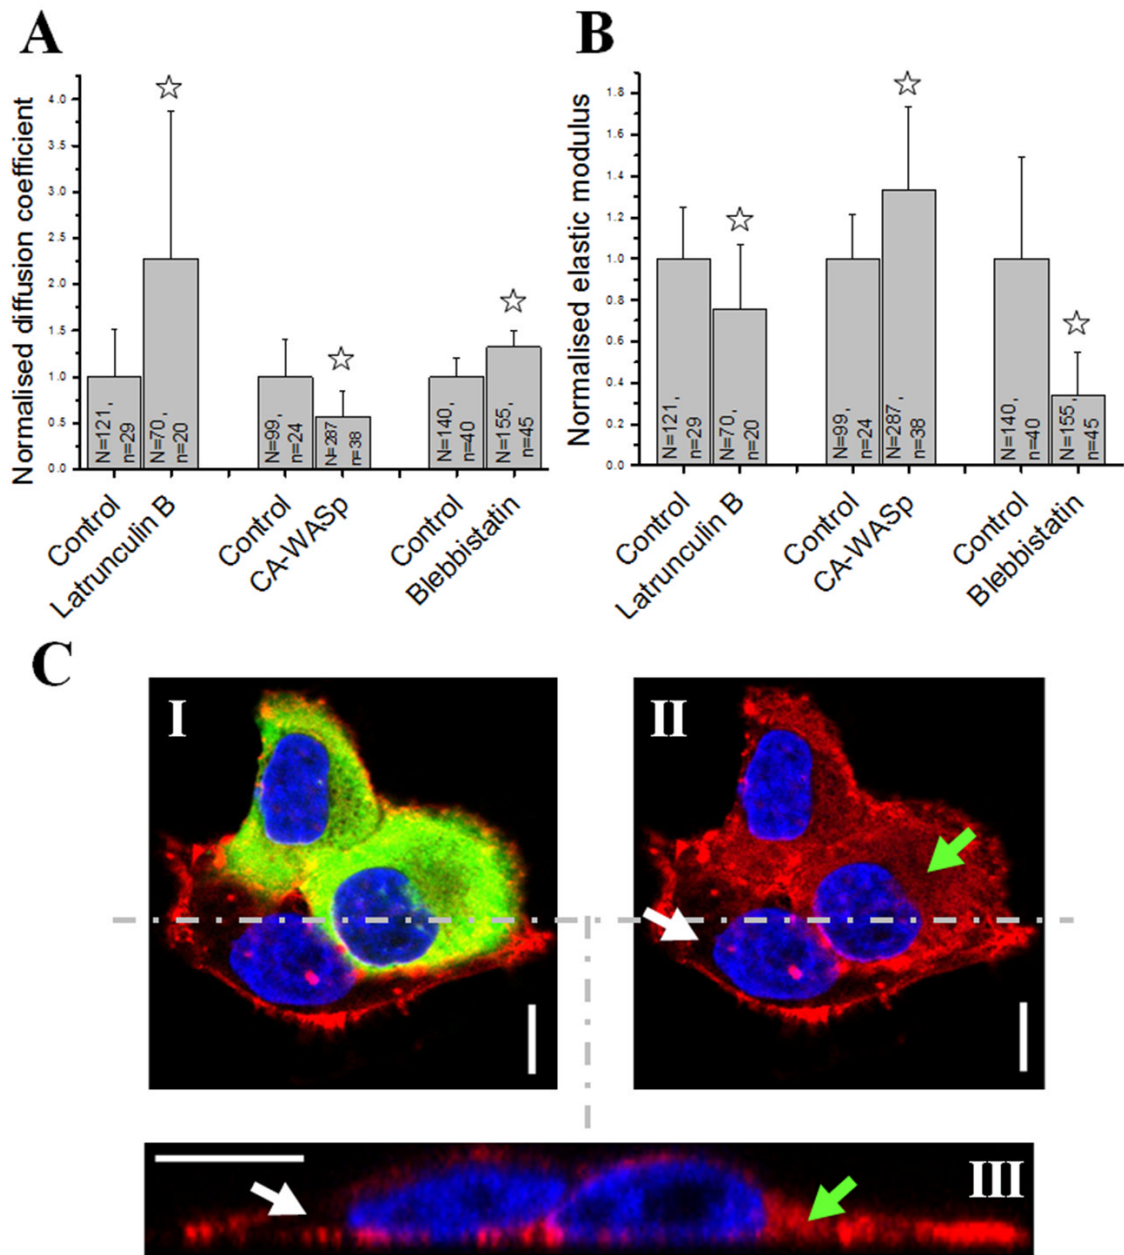 A
Normalised diffusion coefficient
4.0
3.5
3.0
2.5
2.0
1.5
1.0
0.5
0.0
N=121,
n=29
N=70,
n=20
N=99,
n=24
N=287
n=38
N=140,
n=40
N=155,
n=45
Control
Latrunculin B
Control
CA-WASp
Control
Blebbistatin
B
Normalised elastic modulus
1.8
1.6
1.4
1.2
1.0
0.8
0.6
0.4
0.2
0.0
N=121,
n=29
N=70,
n=20
N=99,
n=24
N=287,
n=38
N=140,
n=40
N=155,
n=45
Control
Latrunculin B
Control
CA-WASp
Control
Blebbistatin
C
I
II
III